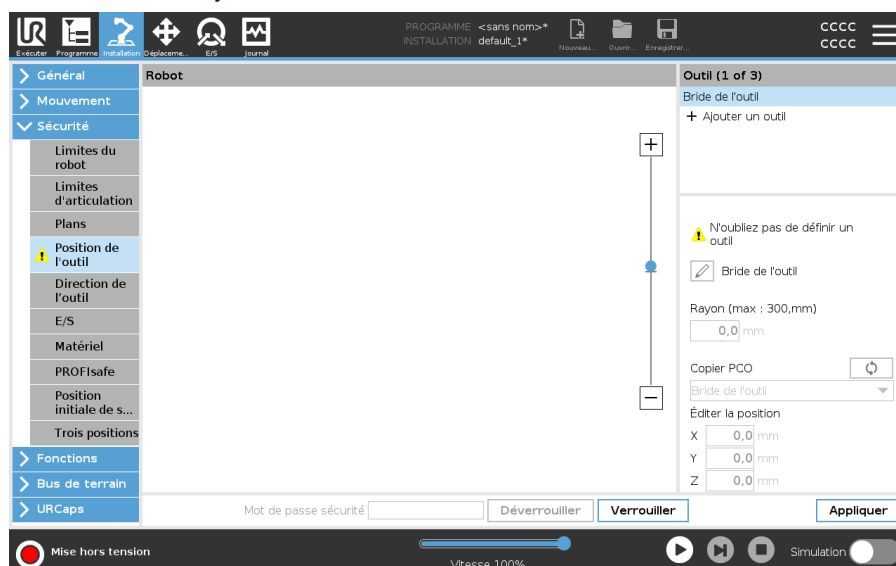 PROGRAMME <sans nom>*
INSTALLATION default_1*
Exécuter Programme Installation Déplaceme... E/S Journal
Nouveau... Ouvrir... Enregistrer...
cccc
cccc
Général
Mouvement
Sécurité
Limites du
robot
Limites
d'articulation
Plans
Position de
l'outil
Direction de
l'outil
E/S
Matériel
PROFIsafe
Position
initiale de s...
Trois positions
Fonctions
Bus de terrain
URCaps
Robot
Outil (1 of 3)
Bride de l'outil
+ Ajouter un outil
N'oubliez pas de définir un
outil
Bride de l'outil
Rayon (max : 300,mm)
0,0 mm
Copier PCO
Bride de l'outil
Éditer la position
X 0,0 mm
Y 0,0 mm
Z 0,0 mm
Mot de passe sécurité Déverrouiller Verrouiller Appliquer
Mise hors tension
Vitesse 100%
Simulation